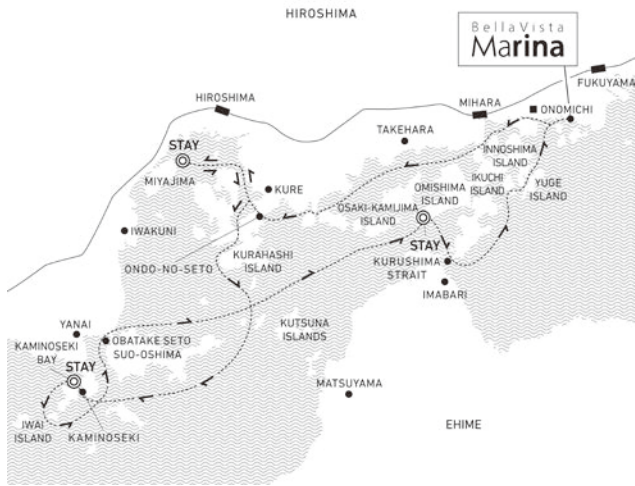 HIROSHIMA
BellaVista
Marina
FUKUYAMA
HIROSHIMA
MIHARA
ONOMICHI
TAKEHARA
STAY
INNOSHIMA
ISLAND
MIYAJIMA
KURE
OMISHIMA
ISLAND
IKUCHI
ISLAND
YUGE
ISLAND
OSAKI-KAMIJIMA
ISLAND
IWAKUNI
STAY
ONDO-NO-SETO
KURAHASHI
ISLAND
KURUSHIMA
STRAIT
IMABARI
YANAI
KUTSUNA
ISLANDS
KAMINOSEKI
BAY
OBATAKE SETO
SUO-OSHIMA
STAY
MATSUYAMA
IWAI
ISLAND
KAMINOSEKI
EHIME